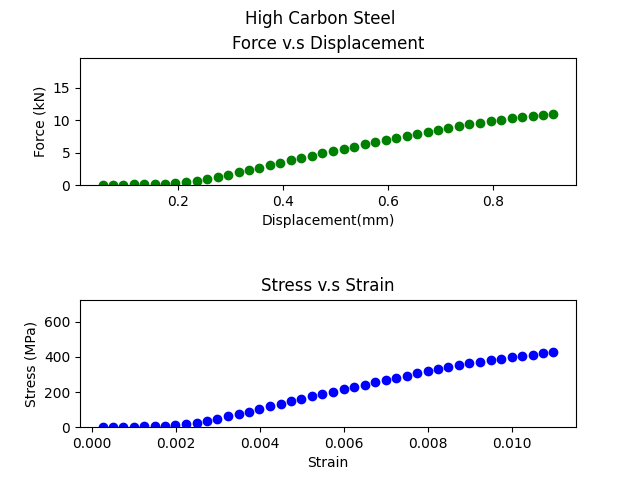 High Carbon Steel
Force v.s Displacement
15
10
5
0
Force (kN)
0.2 0.4 0.6 0.8
Displacement(mm)
Stress v.s Strain
600
400
200
0
Stress (MPa)
0.000 0.002 0.004 0.006 0.008 0.010
Strain